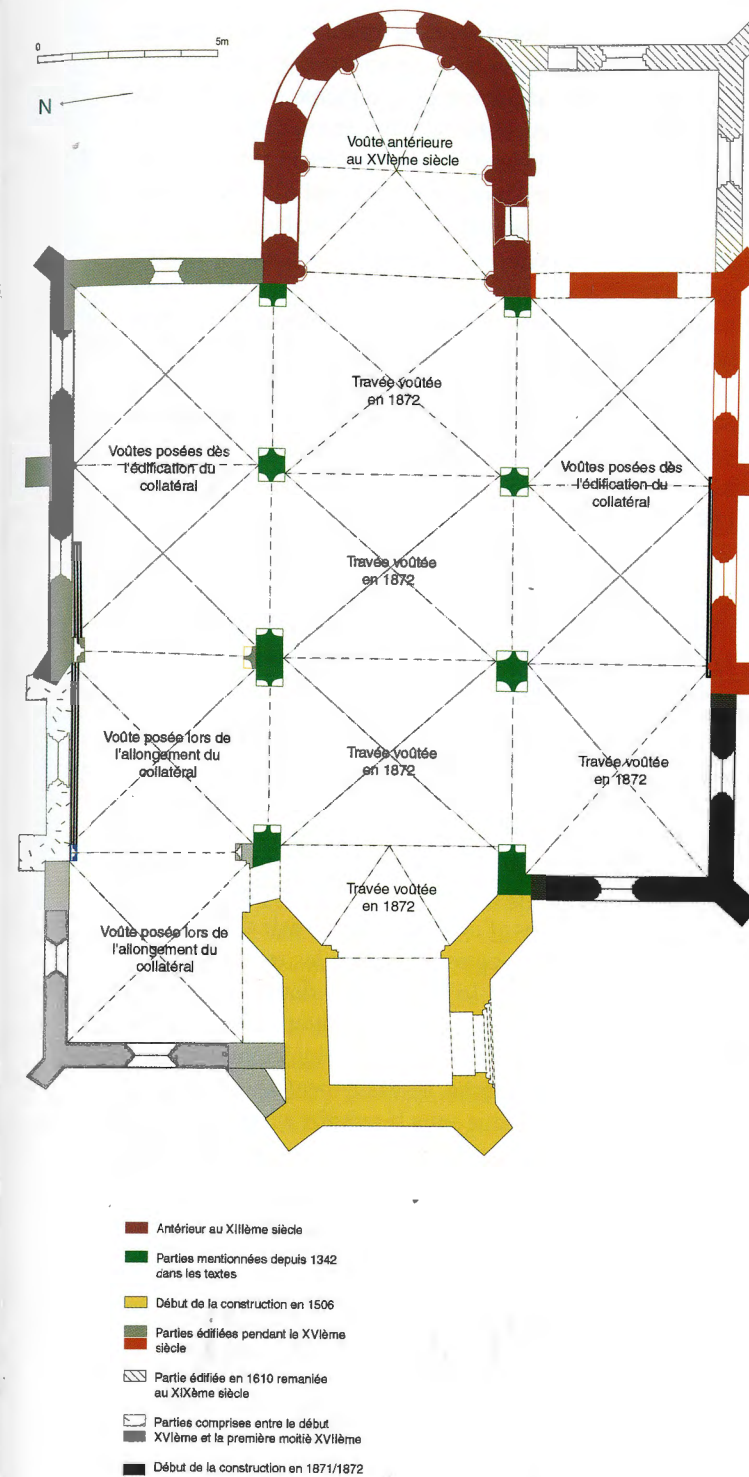 0 5m
N
Voûte antérieure
au XVIème siècle
Travée voûtée
en 1872
Voûtes posées dès
l'édification du
collatéral
Voûtes posées dès
l'édification du
collatéral
Travée voûtée
en 1872
Voûte posée lors de
l'allongement du
collatéral
Travée voûtée
en 1872
Travée voûtée
en 1872
Travée voûtée
en 1872
Voûte posée lors de
l'allongement du
collatéral
Antérieur au XIIème siècle
Parties mentionnées depuis 1342
dans les textes
Début de la construction en 1506
Parties édifiées pendant le XVIème
siècle
Partie édifiée en 1610 remaniée
au XIXème siècle
Parties comprises entre le début
XVIème et la première moitié XVIIème
Début de la construction en 1871/1872